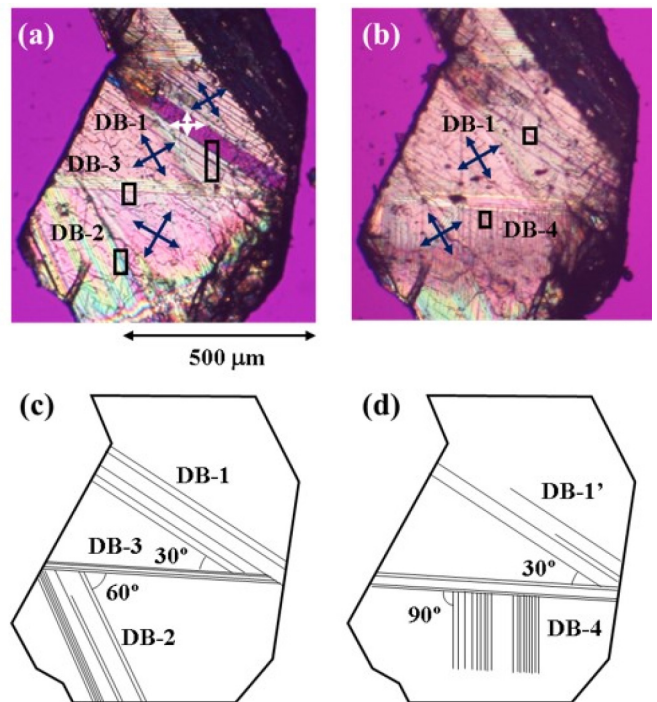 (a)
DB-1
DB-3
DB-2
500 μm
(b)
DB-1
DB-4
(c)
DB-1
DB-3
30°
60°
DB-2
(d)
DB-1’
30°
90°
DB-4